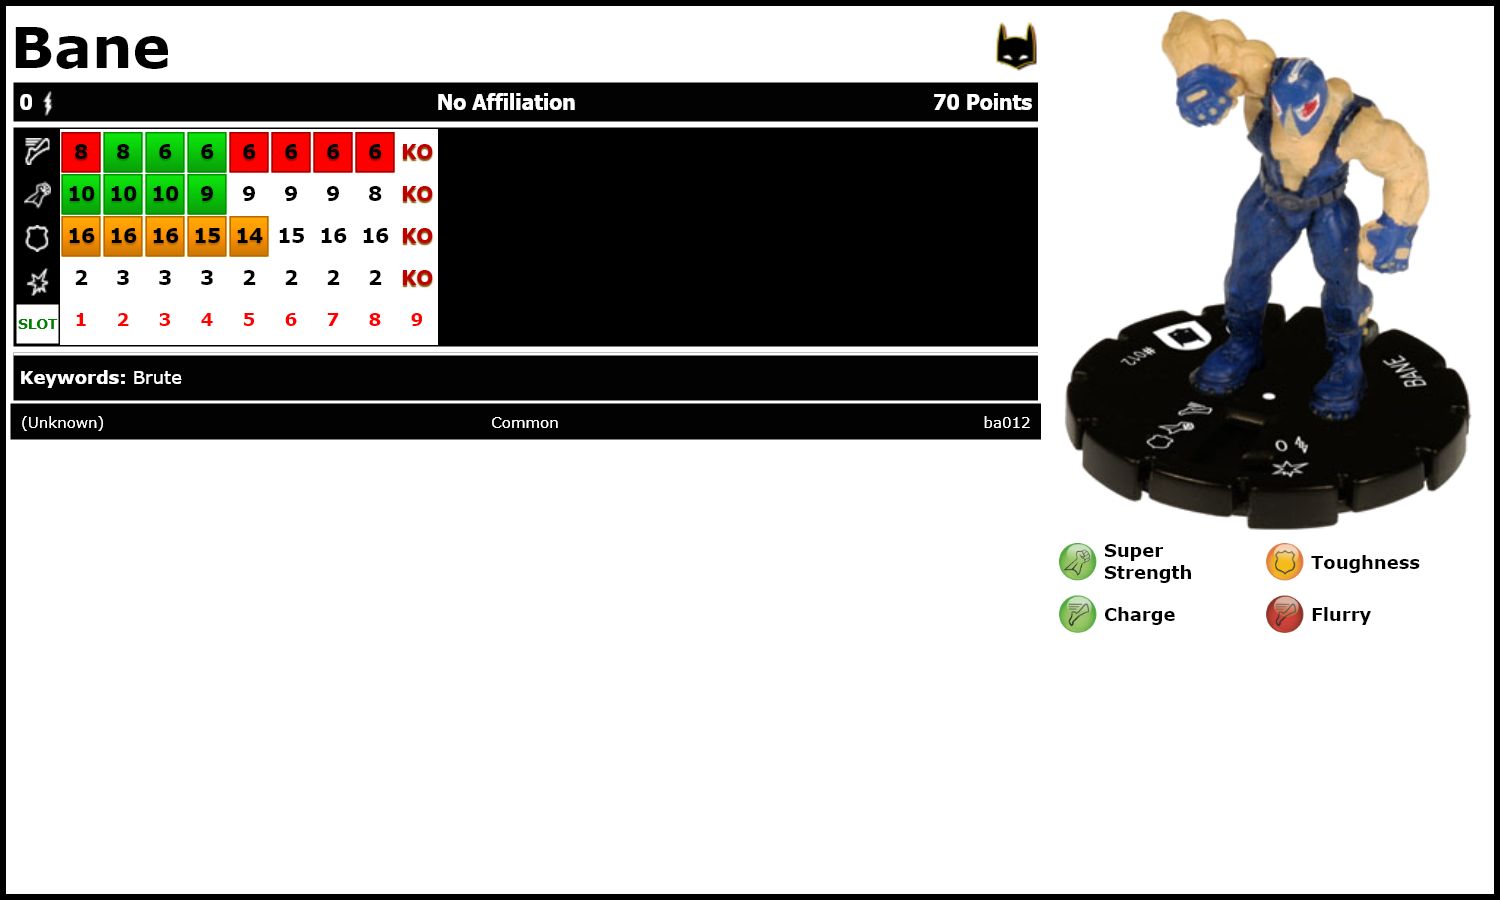 Bane
0 No Affiliation 70 Points
8 8 6 6 6 6 6 6 KO
10 10 10 9 9 9 9 8 KO
16 16 16 15 14 15 16 16 KO
2 3 3 3 2 2 2 2 KO
SLOT 1 2 3 4 5 6 7 8 9
Keywords: Brute
(Unknown) Common ba012
#012
BANE
Super
Strength
Toughness
Charge
Flurry